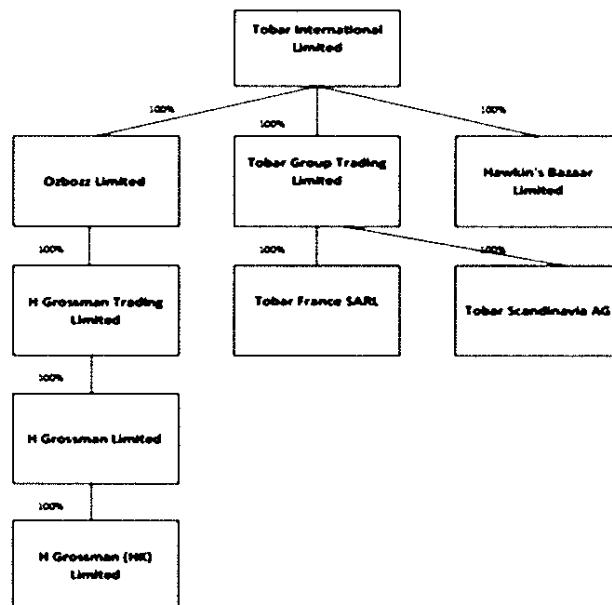 Tobar International
Limited
100%
100%
100%
Ozbozz Limited
Tobar Group Trading
Limited
Hawkin's Bazaar
Limited
100%
100%
100%
H Grossman Trading
Limited
Tobar France SARL
Tobar Scandinavia AG
100%
H Grossman Limited
100%
H Grossman (HK)
Limited